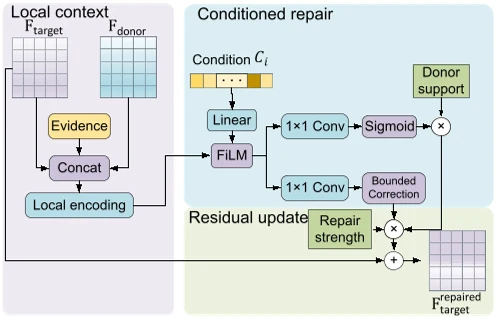 Local context
F_target
F_donor
Evidence
Concat
Local encoding
Conditioned repair
Condition C_i
Linear
FiLM
1×1 Conv
Sigmoid
Donor
support
×
1×1 Conv
Bounded
Correction
Residual update
Repair
strength
×
+
F_target^repaired